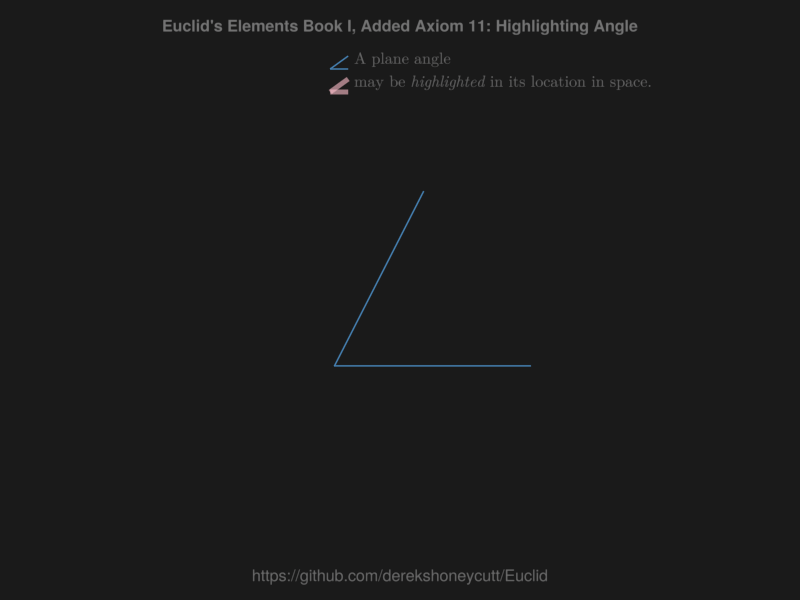 Euclid's Elements Book I, Added Axiom 11: Highlighting Angle
A plane angle
may be highlighted in its location in space.
https://github.com/derekshoneycutt/Euclid